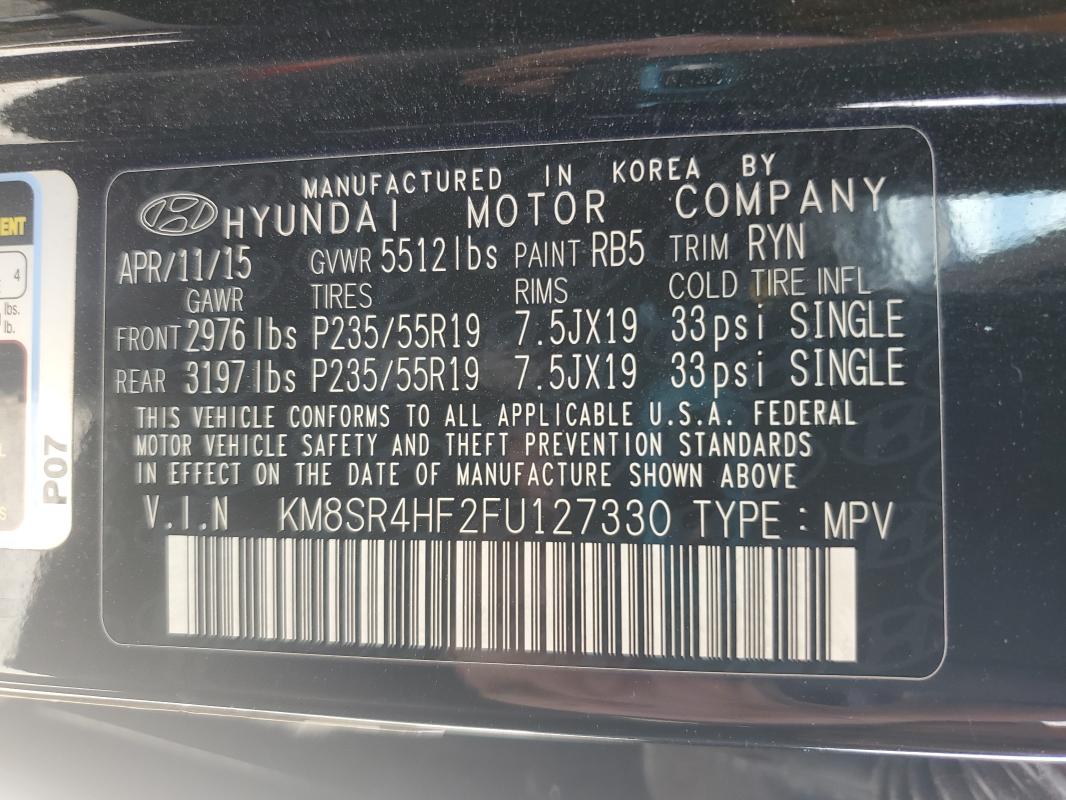 MANUFACTURED IN KOREA BY
HYUNDAI MOTOR COMPANY
APR/11/15 GVWR 5512lbs PAINT RB5 TRIM RYN
GAWR TIRES RIMS COLD TIRE INFL
FRONT 2976lbs P235/55R19 7.5JX19 33psi SINGLE
REAR 3197lbs P235/55R19 7.5JX19 33psi SINGLE
THIS VEHICLE CONFORMS TO ALL APPLICABLE U.S.A. FEDERAL
MOTOR VEHICLE SAFETY AND THEFT PREVENTION STANDARDS
IN EFFECT ON THE DATE OF MANUFACTURE SHOWN ABOVE
V.I.N KM8SR4HF2FU127330 TYPE : MPV
4
lbs.
lb.
P07